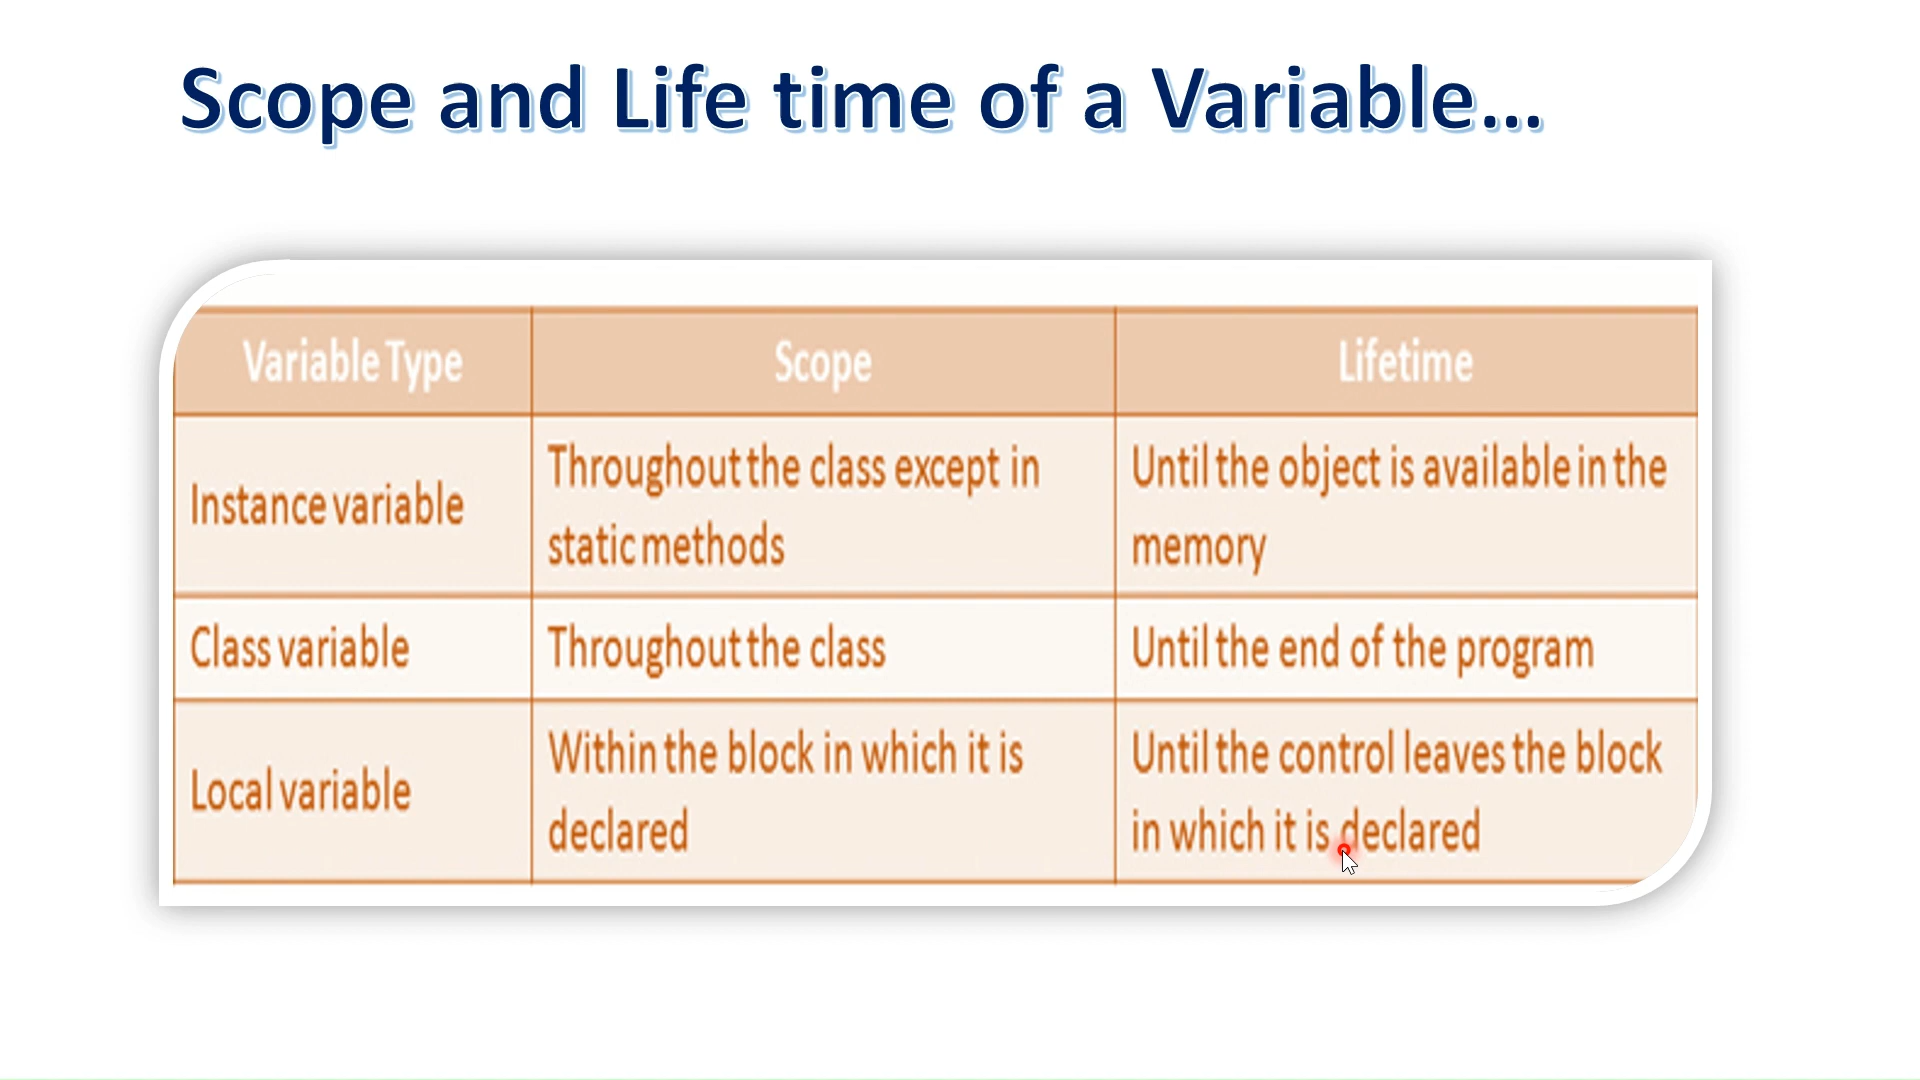 Scope and Life time of a Variable...
Variable Type Scope Lifetime
Instance variable
Throughout the class except in
static methods
Until the object is available in the
memory
Class variable Throughout the class Until the end of the program
Local variable
Within the block in which it is
declared
Until the control leaves the block
in which it is declared